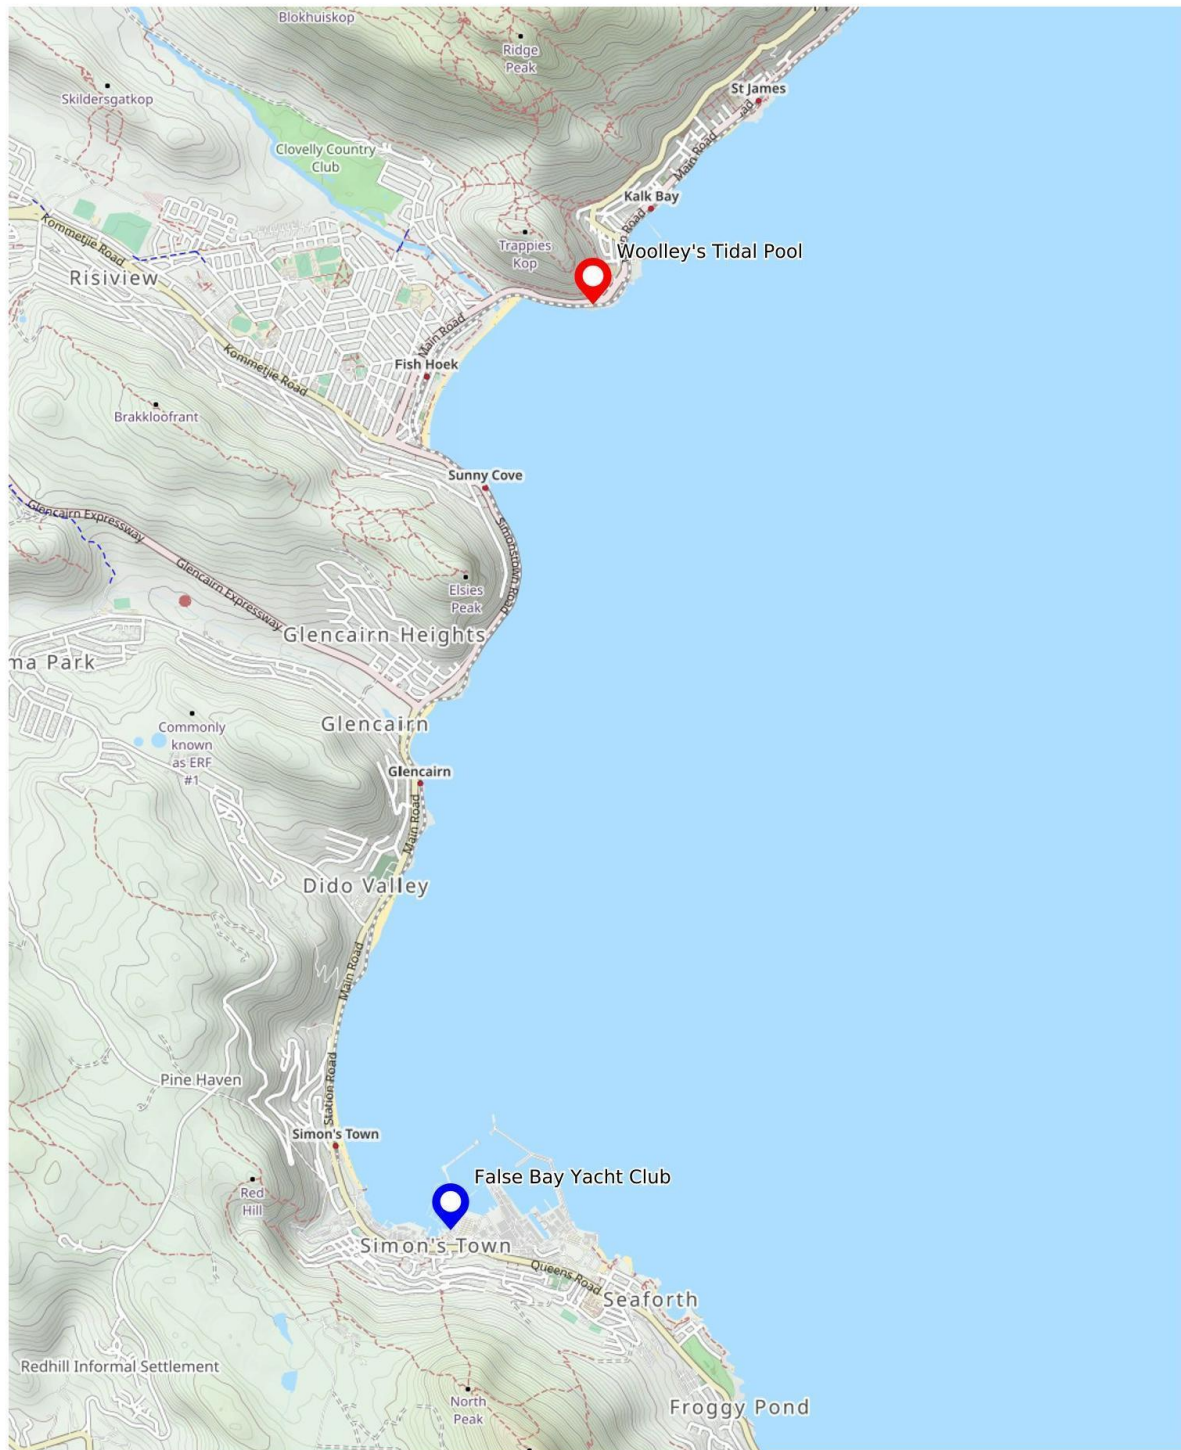 Blokhuiskop
Ridge
Peak
Skildersgatkop
St James
Main Road
Clovelly Country
Club
Kalk Bay
Kommetjie Road
Trappies
Kop
Woolley's Tidal Pool
Risiview
Main Road
Kommetjie Road
Fish Hoek
Brakkloofrant
Sunny Cove
Glencairn Expressway
Simonstown Road
Glencairn Expressway
Elsies
Peak
Glencairn Heights
ma Park
Commonly
known
as ERF
#1
Glencairn
Glencairn
Main Road
Dido Valley
Main Road
Pine Haven
Station Road
Simon's Town
Red
Hill
False Bay Yacht Club
Simon's Town
Queens Road
Seaforth
Redhill Informal Settlement
North
Peak
Froggy Pond